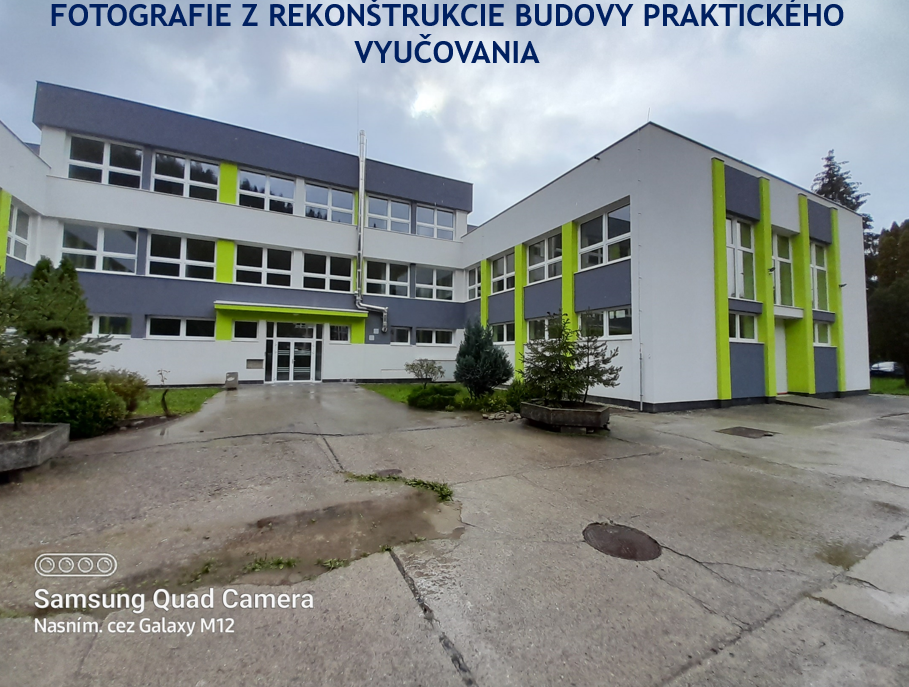 FOTOGRAFIE Z REKONŠTRUKCIE BUDOVY PRAKTICKÉHO
VYUČOVANIA
Samsung Quad Camera
Nasním. cez Galaxy M12